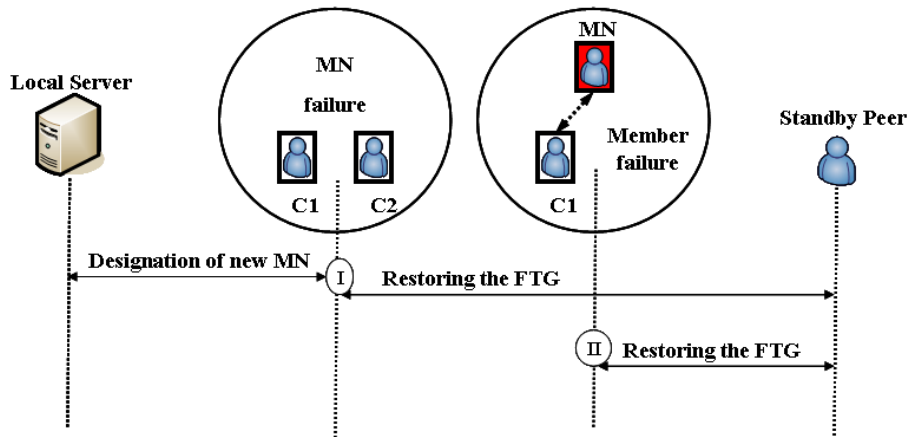 MN
MN
failure
Local Server
Member
failure
Standby Peer
C1
C2
C1
Designation of new MN
I
Restoring the FTG
II
Restoring the FTG